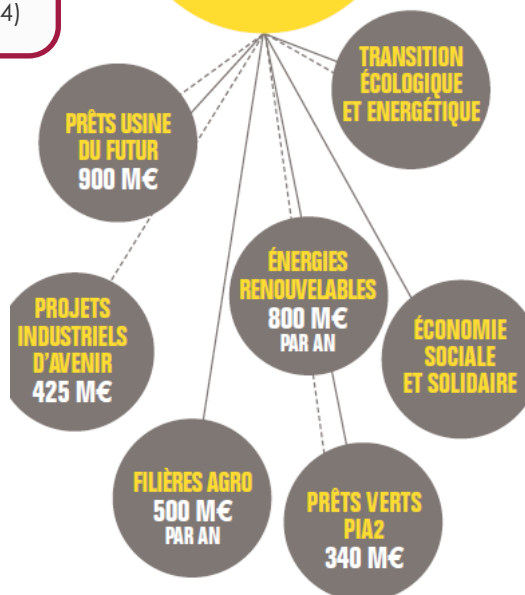 4)
TRANSITION
ÉCOLOGIQUE
ET ENERGÉTIQUE
PRÊTS USINE
DU FUTUR
900 M€
ÉNERGIES
RENOUVELABLES
800 M€
PAR AN
PROJETS
INDUSTRIELS
D'AVENIR
425 M€
ÉCONOMIE
SOCIALE
ET SOLIDAIRE
FILIÈRES AGRO
500 M€
PAR AN
PRÊTS VERTS
PIA2
340 M€